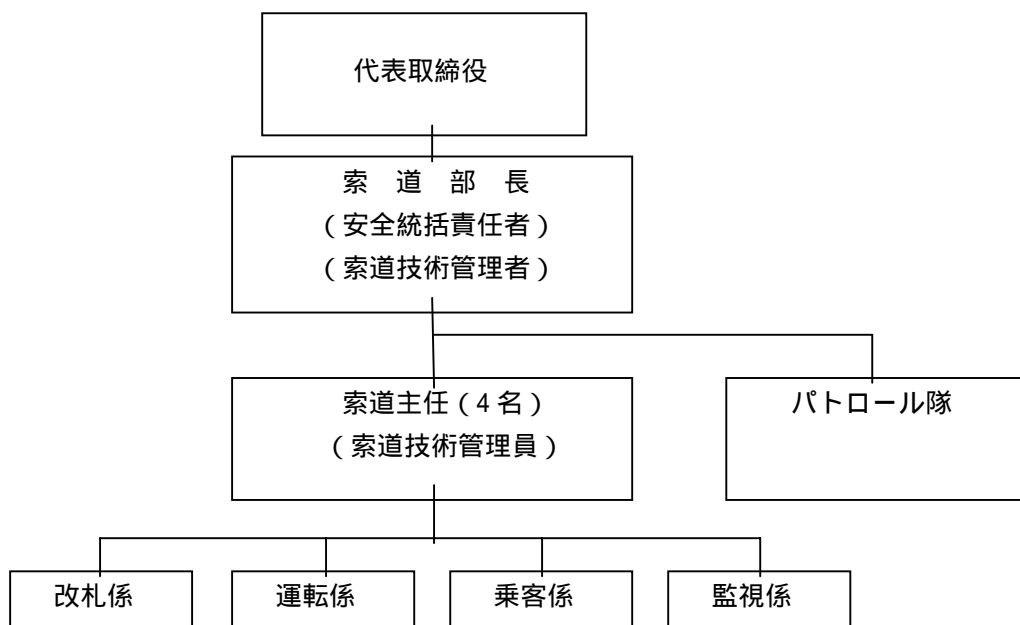 代表取締役
索　道　部　長
（安全統括責任者）
（索道技術管理者）
索道主任（4名）
（索道技術管理員）
パトロール隊
改札係
運転係
乗客係
監視係